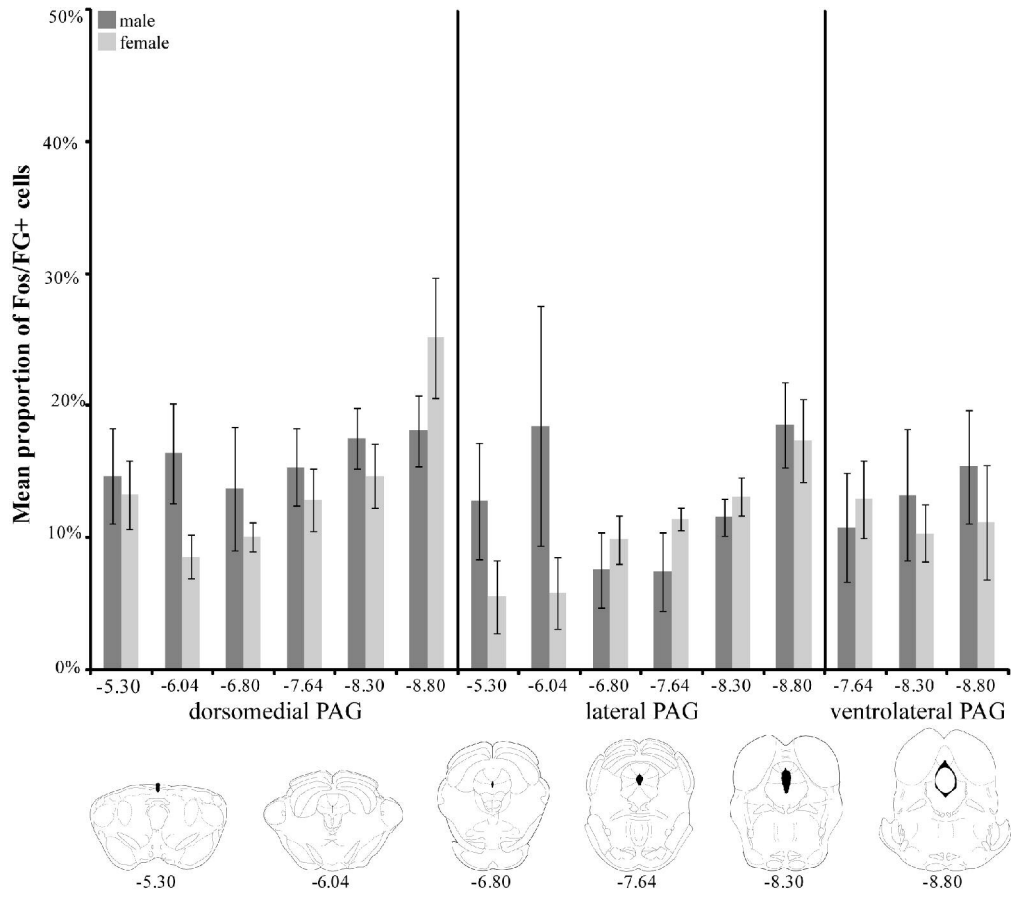 50%
male
female
40%
30%
20%
10%
0%
Mean proportion of Fos/FG+ cells
-5.30 -6.04 -6.80 -7.64 -8.30 -8.80 -5.30 -6.04 -6.80 -7.64 -8.30 -8.80 -7.64 -8.30 -8.80
dorsomedial PAG lateral PAG ventrolateral PAG
-5.30 -6.04 -6.80 -7.64 -8.30 -8.80